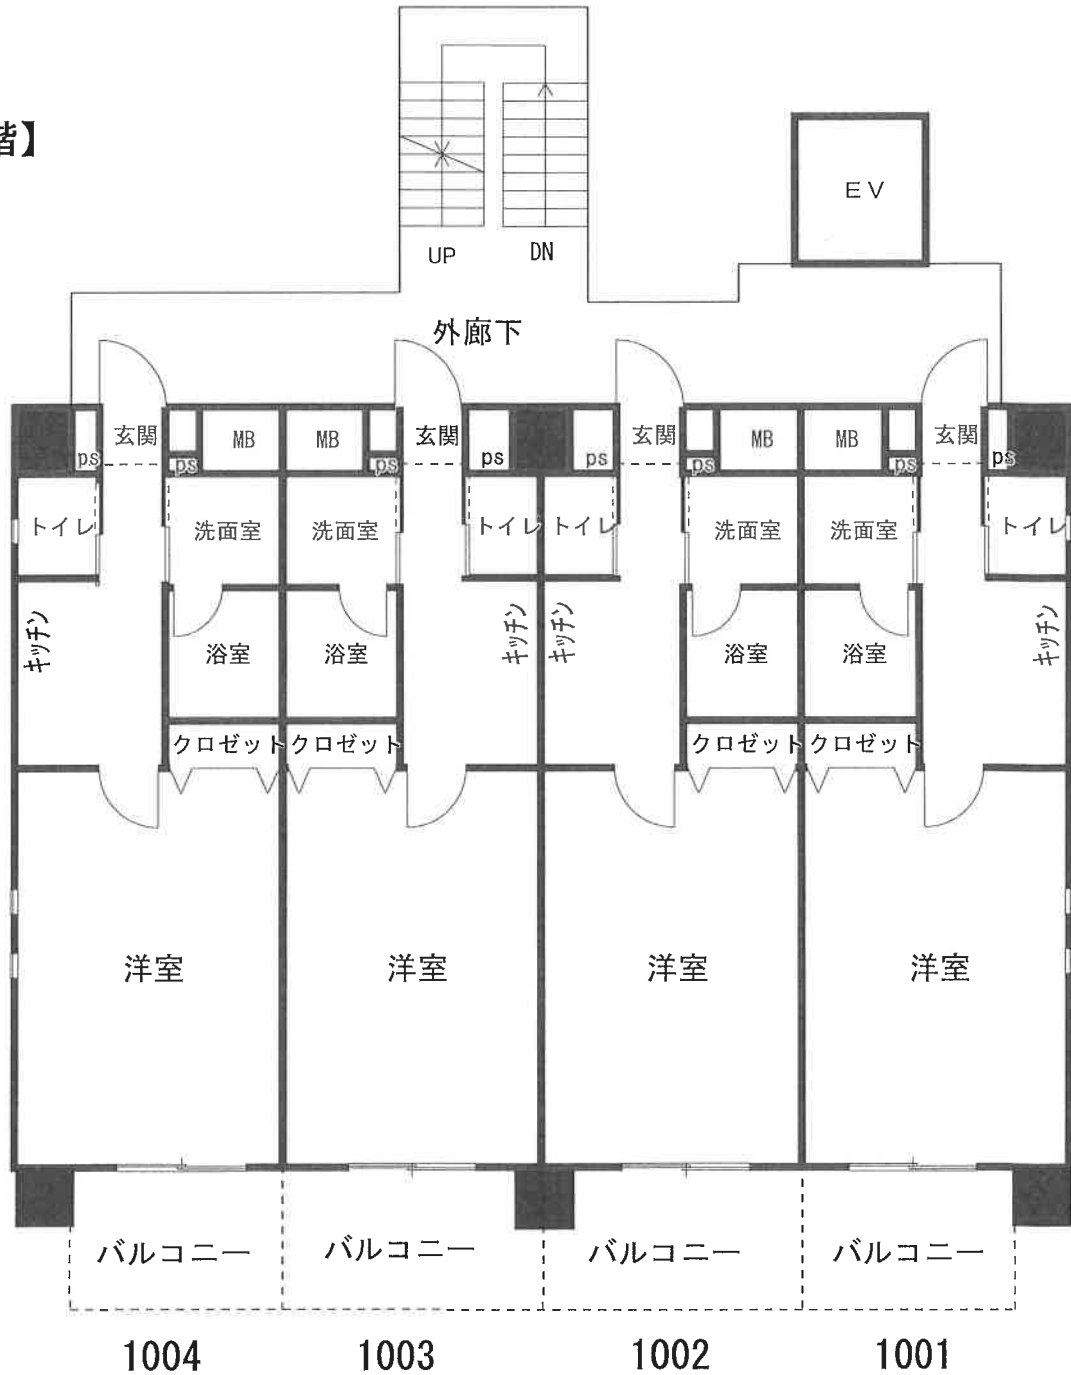 階】
EV
UP
DN
外廊下
玄関
MB
MB
玄関
玄関
MB
MB
玄関
ps
ps
ps
ps
ps
ps
ps
ps
トイレ
洗面室
洗面室
トイレ
トイレ
洗面室
洗面室
トイレ
キッチン
浴室
浴室
キッチン
キッチン
浴室
浴室
キッチン
クロゼット
クロゼット
クロゼット
クロゼット
洋室
洋室
洋室
洋室
バルコニー
バルコニー
バルコニー
バルコニー
1004
1003
1002
1001